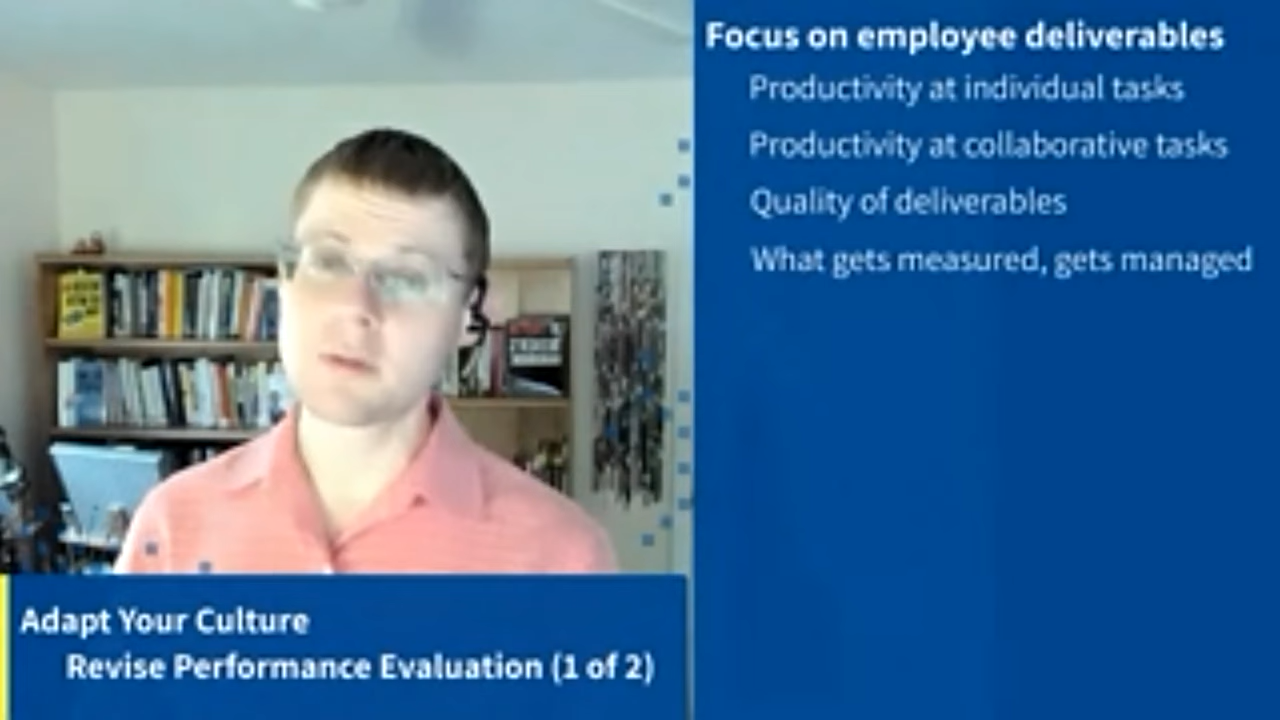 Focus on employee deliverables
Productivity at individual tasks
Productivity at collaborative tasks
Quality of deliverables
What gets measured, gets managed
Adapt Your Culture
Revise Performance Evaluation (1 of 2)